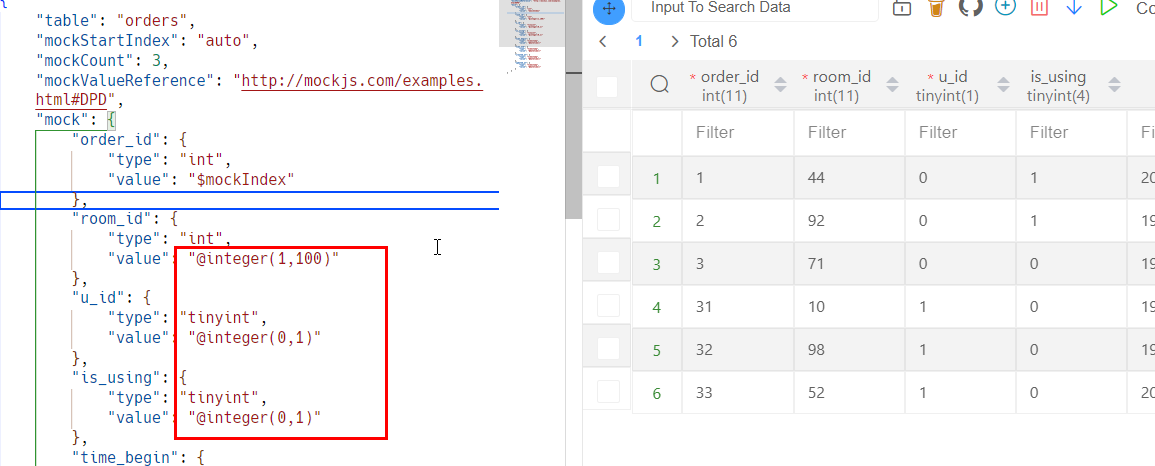 {
"table": "orders",
"mockStartIndex": "auto",
"mockCount": 3,
"mockValueReference": "http://mockjs.com/examples.
html#DPD",
"mock": {
"order_id": {
"type": "int",
"value": "$mockIndex"
},
"room_id": {
"type": "int",
"value": "@integer(1,100)"
},
"u_id": {
"type": "tinyint",
"value": "@integer(0,1)"
},
"is_using": {
"type": "tinyint",
"value": "@integer(0,1)"
},
"time_begin": {
Input To Search Data
Co
< 1 > Total 6
* order_id * room_id * u_id is_using
int(11) int(11) tinyint(1) tinyint(4)
Filter Filter Filter Filter Fi
1 1 44 0 1 20
2 2 92 0 1 19
3 3 71 0 0 19
4 31 10 1 0 19
5 32 98 1 0 19
6 33 52 1 0 20